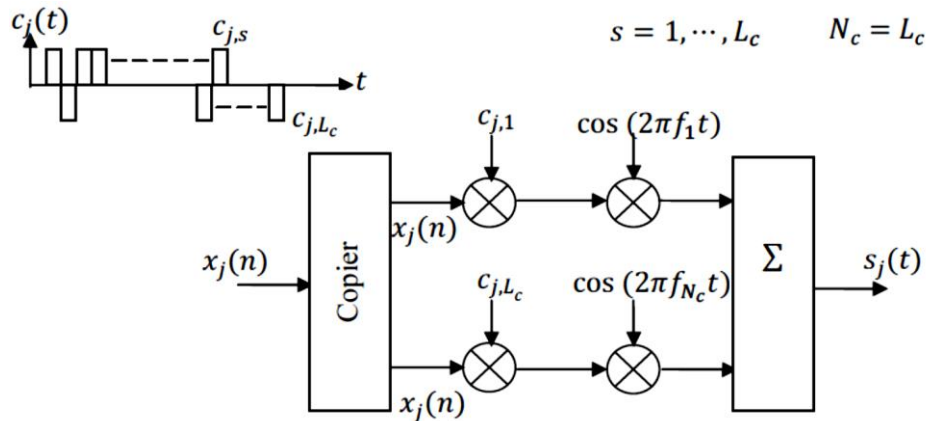 c_j(t)
c_{j,s}
s = 1, ⋯, L_c
N_c = L_c
t
c_{j,L_c}
c_{j,1}
cos (2πf_1t)
x_j(n)
Copier
x_j(n)
Σ
s_j(t)
c_{j,L_c}
cos (2πf_{N_c}t)
x_j(n)